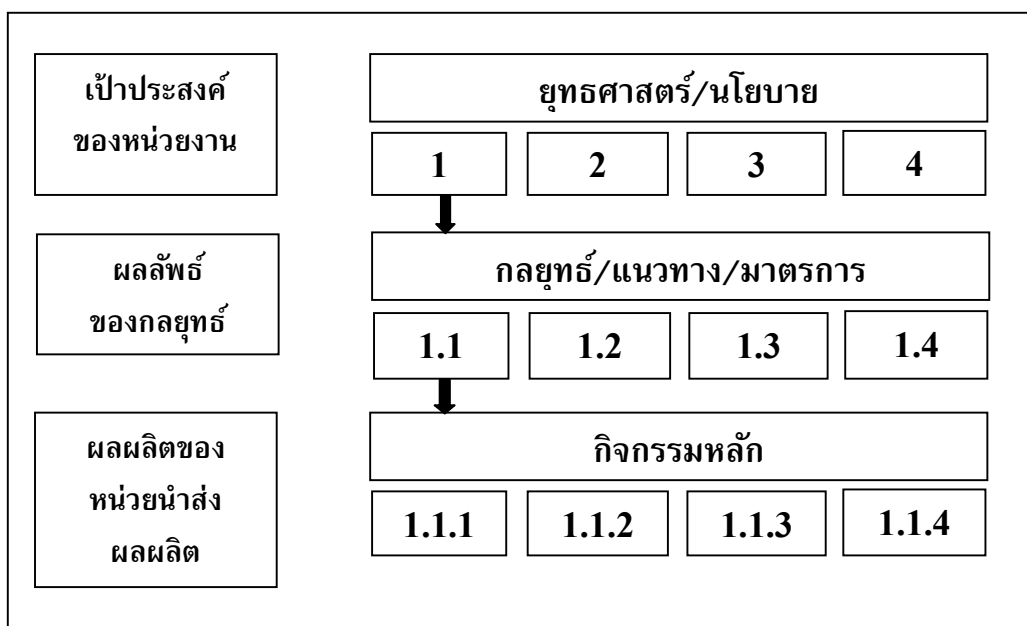 เป้าประสงค์
ของหน่วยงาน
ยุทธศาสตร์/นโยบาย
1 2 3 4
ผลลัพธ์
ของกลยุทธ์
กลยุทธ์/แนวทาง/มาตรการ
1.1 1.2 1.3 1.4
ผลผลิตของ
หน่วยนำส่ง
ผลผลิต
กิจกรรมหลัก
1.1.1 1.1.2 1.1.3 1.1.4